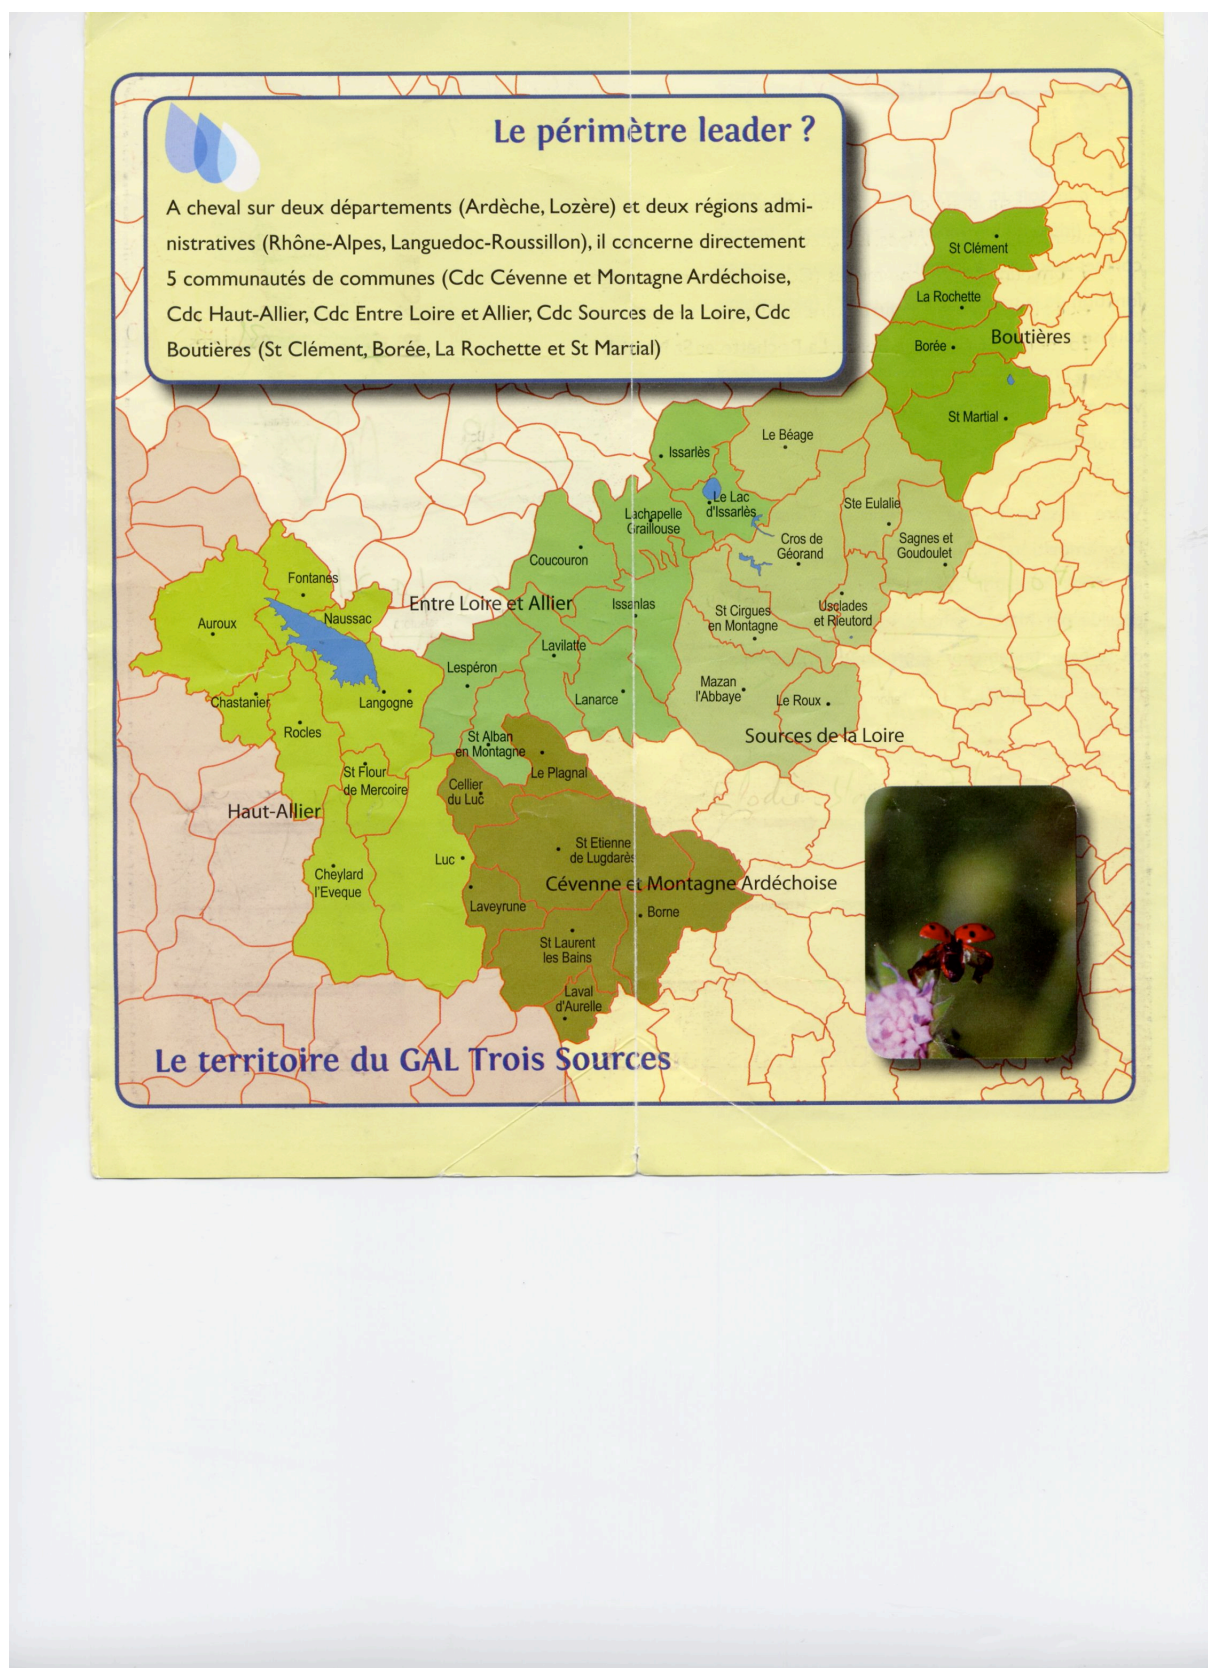 Le périmètre leader ?
A cheval sur deux départements (Ardèche, Lozère) et deux régions admi-
nistratives (Rhône-Alpes, Languedoc-Roussillon), il concerne directement
5 communautés de communes (Cdc Cévenne et Montagne Ardéchoise,
Cdc Haut-Allier, Cdc Entre Loire et Allier, Cdc Sources de la Loire, Cdc
Boutières (St Clément, Borée, La Rochette et St Martial)
St Clément
La Rochette
Boutières
Borée
St Martial
Le Béage
Issarlès
Le Lac
d'Issarlès
Ste Eulalie
Lachapelle
Graillouse
Cros de
Géorand
Sagnes et
Goudoulet
Coucouron
Fontanes
Entre Loire et Allier
Issanlas
St Cirgues
en Montagne
Usclades
et Rieutord
Auroux
Naussac
Lavilatte
Lespéron
Mazan
l'Abbaye
Le Roux
Chastanier
Langogne
Lanarce
Rocles
Sources de la Loire
St Alban
en Montagne
Le Plagnal
St Flour
de Mercoire
Cellier
du Luc
Haut-Allier
St Etienne
de Lugdarès
Luc
Cheylard
l'Eveque
Cévenne et Montagne Ardéchoise
Laveyrune
Borne
St Laurent
les Bains
Laval
d'Aurelle
Le territoire du GAL Trois Sources